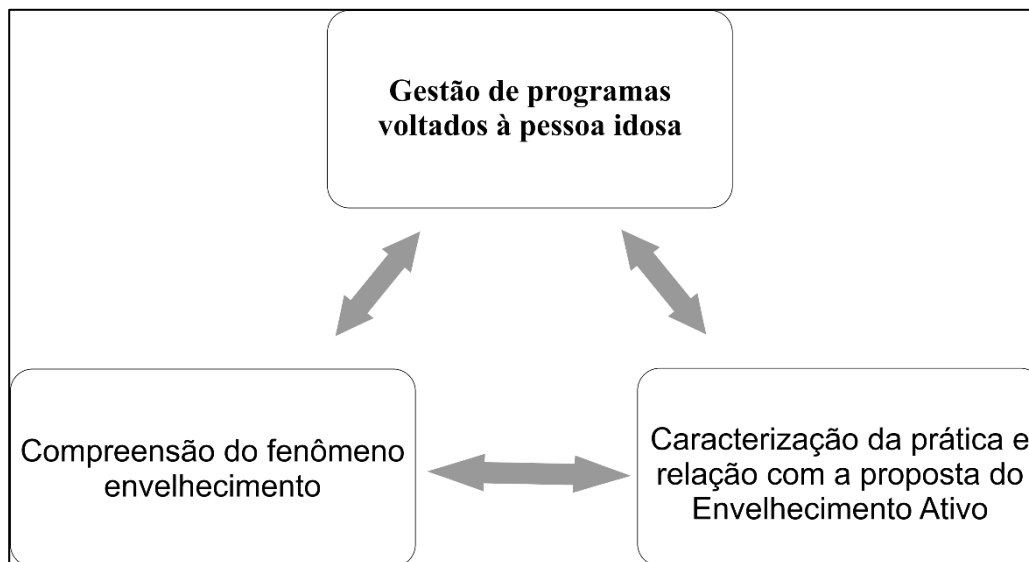 Gestão de programas
voltados à pessoa idosa
Compreensão do fenômeno
envelhecimento
Caracterização da prática e
relação com a proposta do
Envelhecimento Ativo